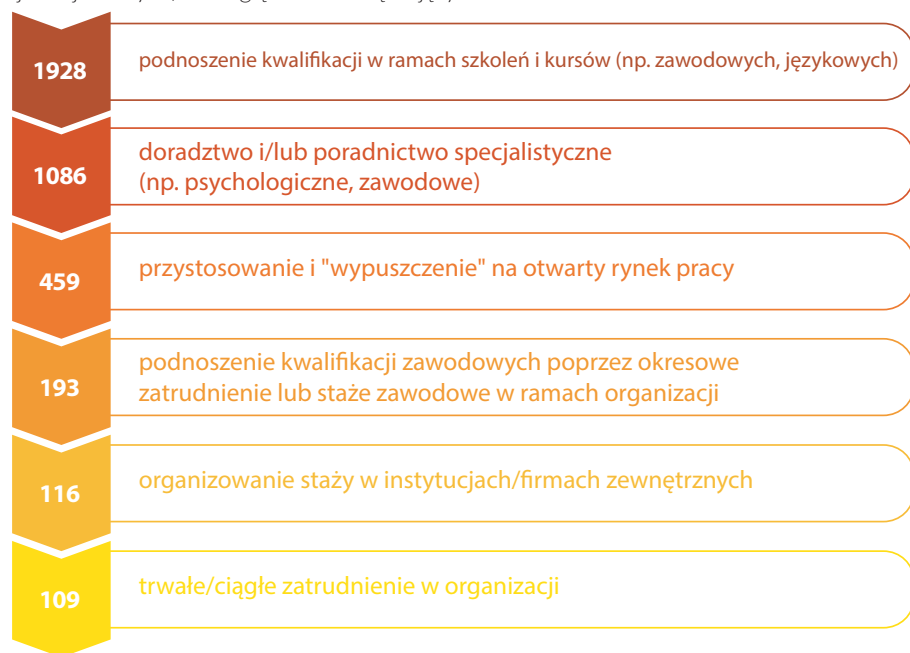 1928
podnoszenie kwalifikacji w ramach szkoleń i kursów (np. zawodowych, językowych)
1086
doradztwo i/lub poradnictwo specjalistyczne
(np. psychologiczne, zawodowe)
459
przystosowanie i "wypuszczenie" na otwarty rynek pracy
193
podnoszenie kwalifikacji zawodowych poprzez okresowe
zatrudnienie lub staże zawodowe w ramach organizacji
116
organizowanie staży w instytucjach/firmach zewnętrznych
109
trwałe/ciągłe zatrudnienie w organizacji